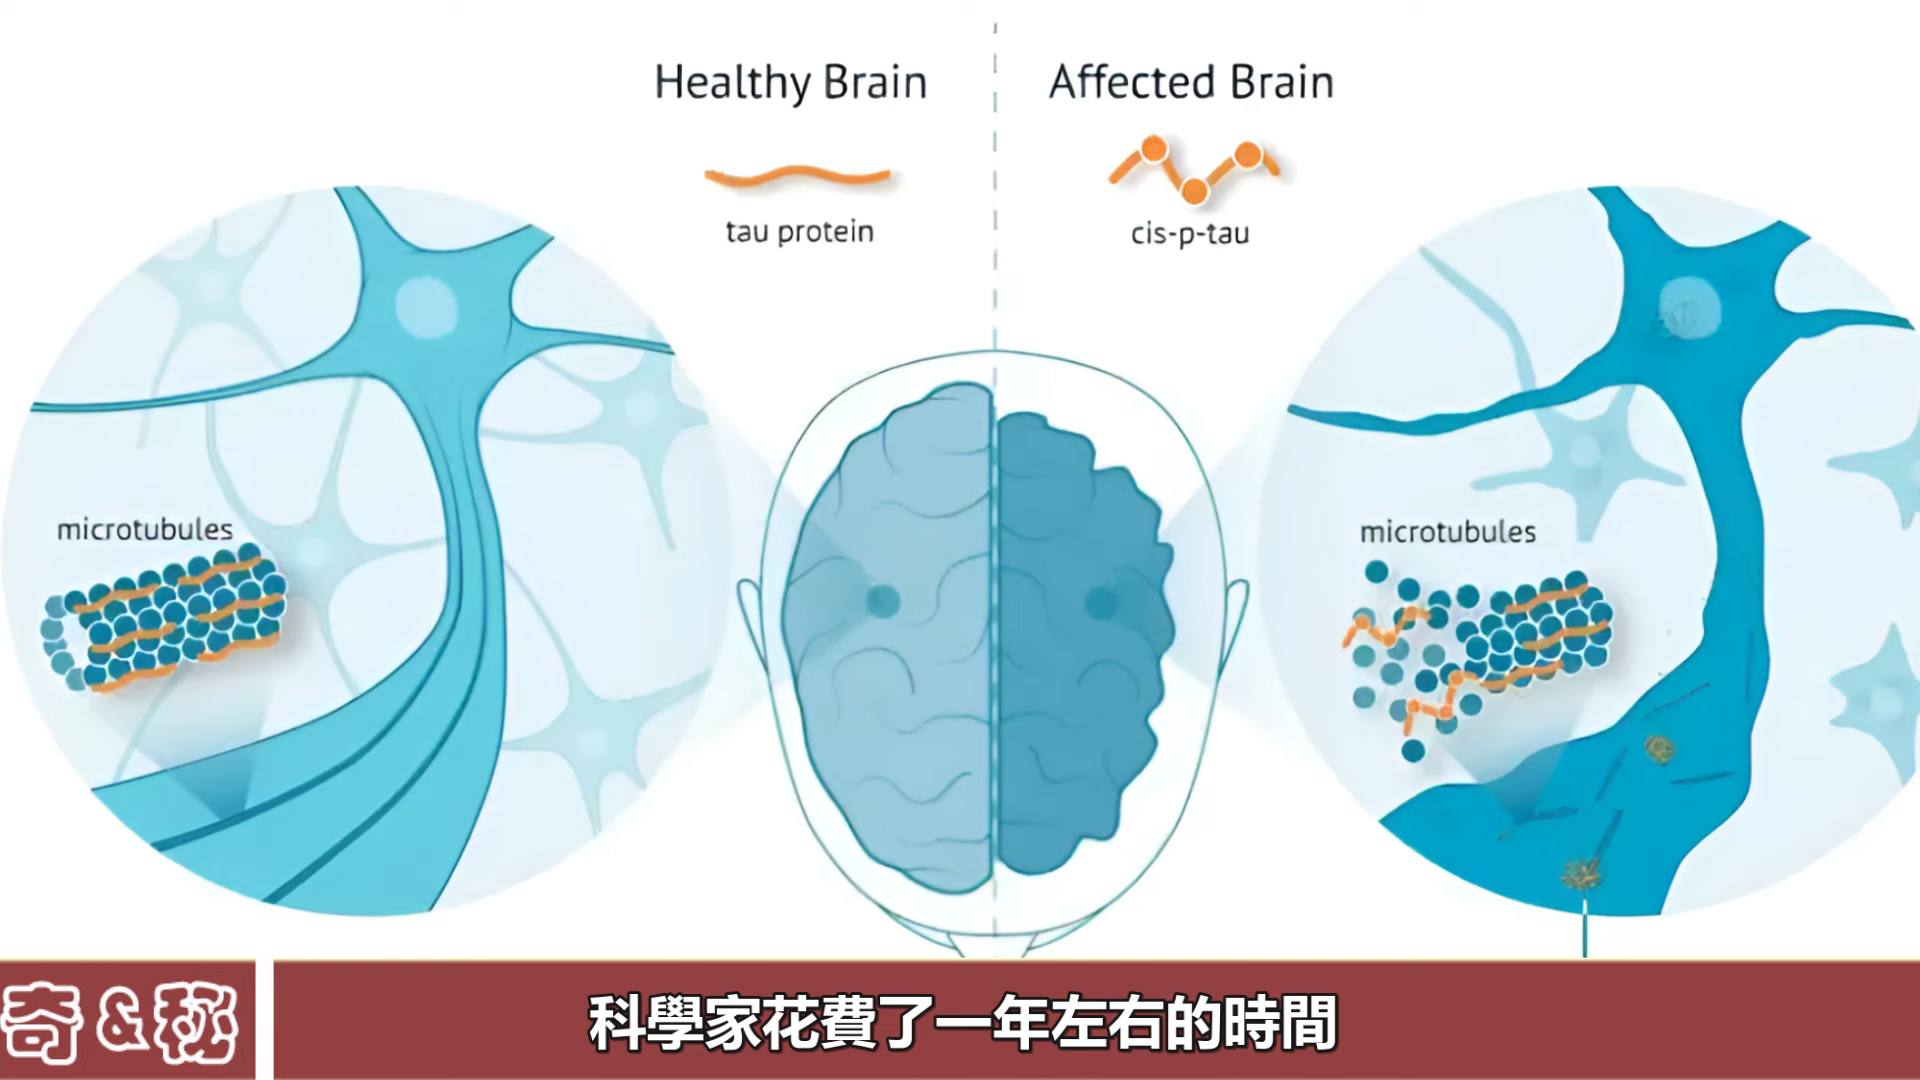 Healthy Brain
Affected Brain
tau protein
cis-p-tau
microtubules
microtubules
奇&秘
科學家花費了一年左右的時間